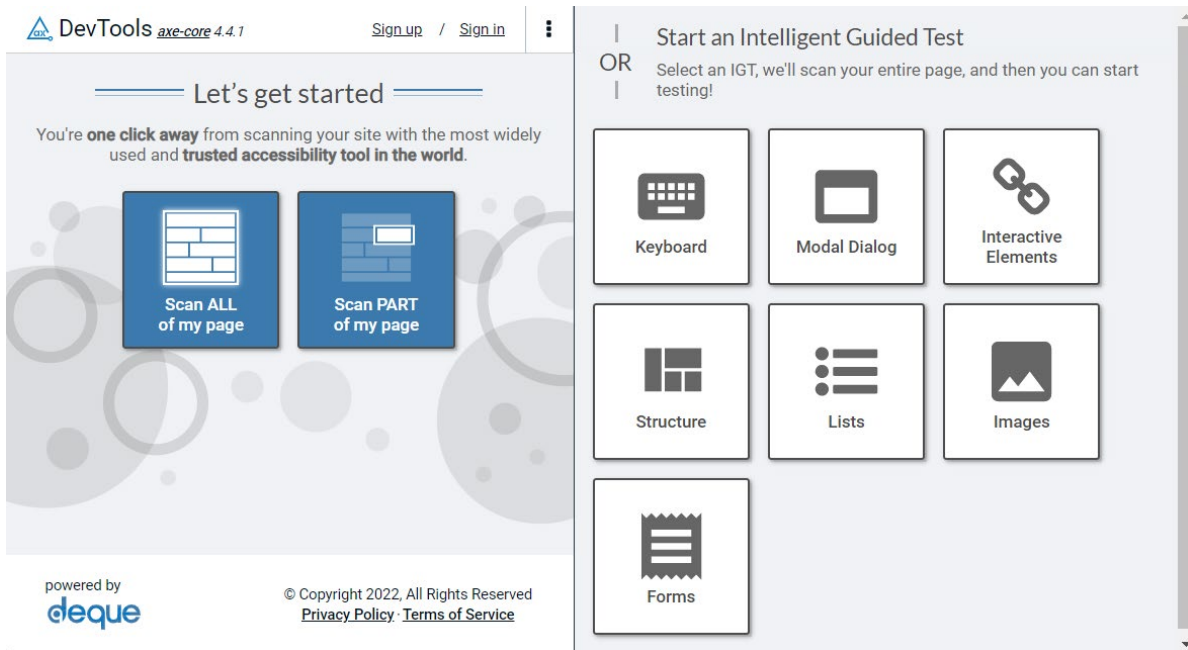 ax DevTools axe-core 4.4.1
Sign up / Sign in
Let's get started
You're one click away from scanning your site with the most widely
used and trusted accessibility tool in the world.
Scan ALL
of my page
Scan PART
of my page
powered by
deque
© Copyright 2022, All Rights Reserved
Privacy Policy · Terms of Service
OR
Start an Intelligent Guided Test
Select an IGT, we'll scan your entire page, and then you can start
testing!
Keyboard
Modal Dialog
Interactive
Elements
Structure
Lists
Images
Forms